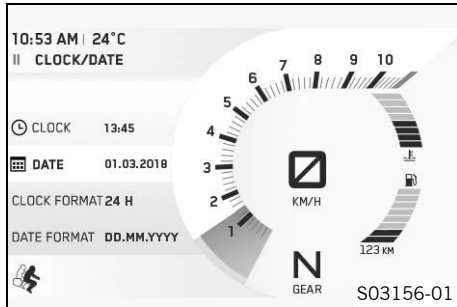 10:53 AM | 24°C
CLOCK/DATE
CLOCK 13:45
DATE 01.03.2018
CLOCK FORMAT 24 H
DATE FORMAT DD.MM.YYYY
1
2
3
4
5
6
7
8
9
10
0
KM/H
N
GEAR
123 KM
S03156-01